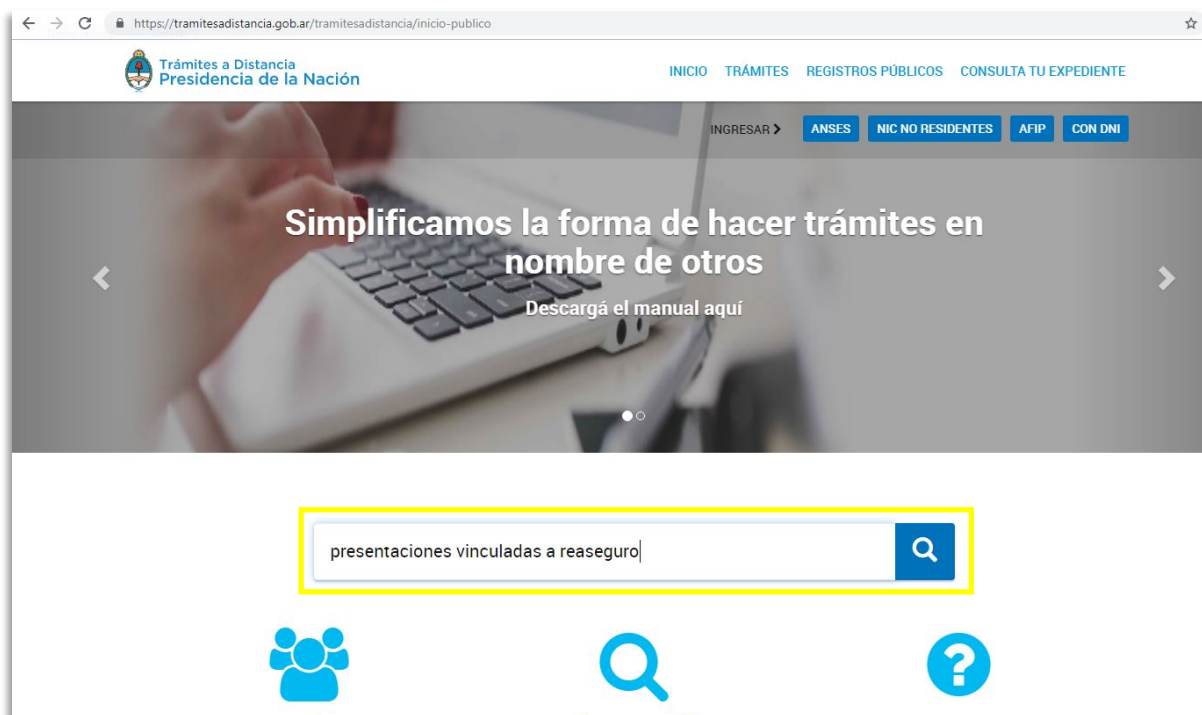 https://tramitesadistancia.gob.ar/tramitesadistancia/inicio-publico
Trámites a Distancia
Presidencia de la Nación
INICIO TRÁMITES REGISTROS PÚBLICOS CONSULTA TU EXPEDIENTE
INGRESAR ANSES NIC NO RESIDENTES AFIP CON DNI
Simplificamos la forma de hacer trámites en
nombre de otros
Descargá el manual aquí
presentaciones vinculadas a reaseguro